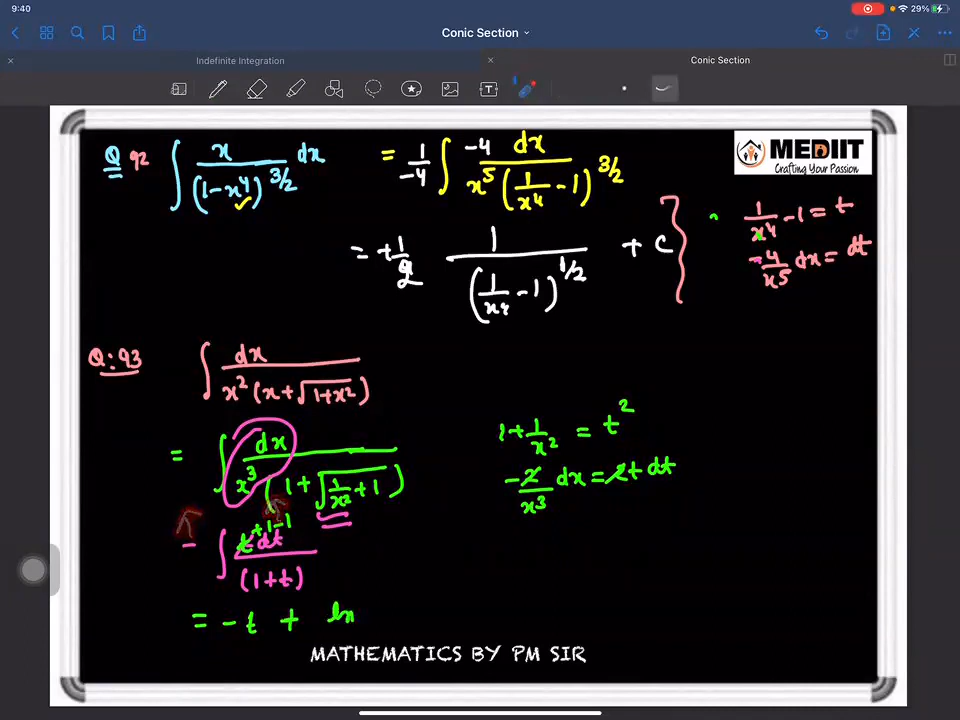 9:40
29%
Conic Section
Indefinite Integration
Conic Section
MEDIIT
Crafting Your Passion
Q 92 ∫ x/(1-x⁴)^3/2 dx = 1/-4 ∫ -4 dx/x⁵(1/x⁴ -1)^3/2
1/x⁴ -1 = t
-4/x⁵ dx = dt
= +1/2 1/(1/x⁴ -1)^1/2 + c
Q:93 ∫ dx/x²(x+√1+x²)
= ∫ dx/x³(1+√1/x²+1)
1+1/x² = t²
-2/x³ dx = 2t dt
- ∫ t+1-1 dt/(1+t)
= -t + ln
MATHEMATICS BY PM SIR